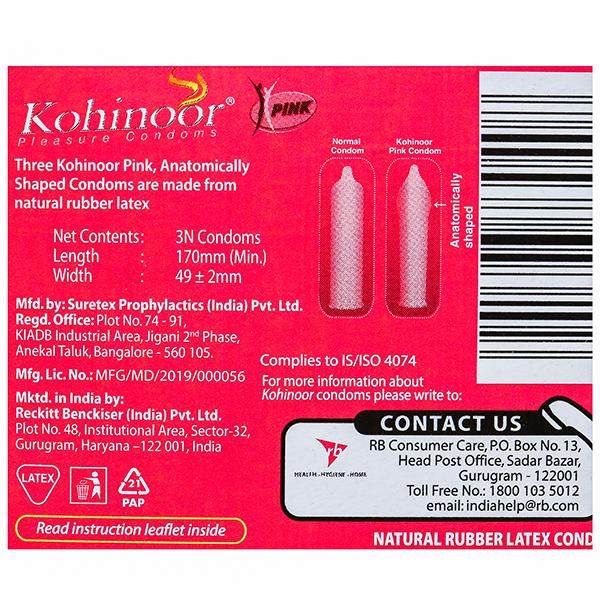 Kohinoor®
Pleasure Condoms
PINK
Three Kohinoor Pink, Anatomically
Shaped Condoms are made from
natural rubber latex
Net Contents : 3N Condoms
Length : 170mm (Min.)
Width : 49 ± 2mm
Normal
Condom
Kohinoor
Pink Condom
← Anatomically
shaped
Mfd. by: Suretex Prophylactics (India) Pvt. Ltd.
Regd. Office: Plot No. 74 - 91,
KIADB Industrial Area, Jigani 2nd Phase,
Anekal Taluk, Bangalore - 560 105.
Mfg. Lic. No.: MFG/MD/2019/000056
Mktd. in India by:
Reckitt Benckiser (India) Pvt. Ltd.
Plot No. 48, Institutional Area, Sector-32,
Gurugram, Haryana –122 001, India
Complies to IS/ISO 4074
For more information about
Kohinoor condoms please write to:
CONTACT US
rb
HEALTH • HYGIENE • HOME
RB Consumer Care, P.O. Box No. 13,
Head Post Office, Sadar Bazar,
Gurugram - 122001
Toll Free No.: 1800 103 5012
email: indiahelp@rb.com
LATEX
21
PAP
Read instruction leaflet inside
NATURAL RUBBER LATEX COND